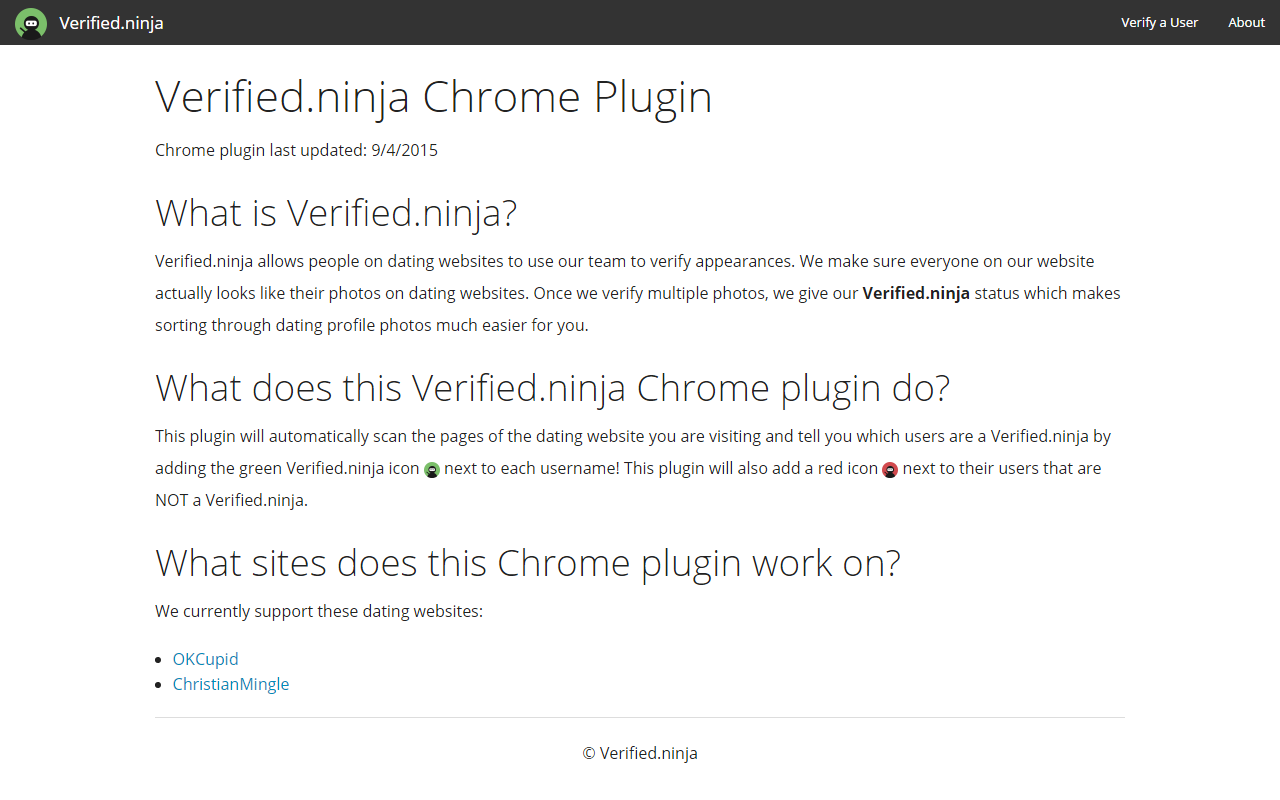 Verified.ninja
Verify a User
About
Verified.ninja Chrome Plugin
Chrome plugin last updated: 9/4/2015
What is Verified.ninja?
Verified.ninja allows people on dating websites to use our team to verify appearances. We make sure everyone on our website
actually looks like their photos on dating websites. Once we verify multiple photos, we give our Verified.ninja status which makes
sorting through dating profile photos much easier for you.
What does this Verified.ninja Chrome plugin do?
This plugin will automatically scan the pages of the dating website you are visiting and tell you which users are a Verified.ninja by
adding the green Verified.ninja icon next to each username! This plugin will also add a red icon next to their users that are
NOT a Verified.ninja.
What sites does this Chrome plugin work on?
We currently support these dating websites:
OKCupid
ChristianMingle
© Verified.ninja